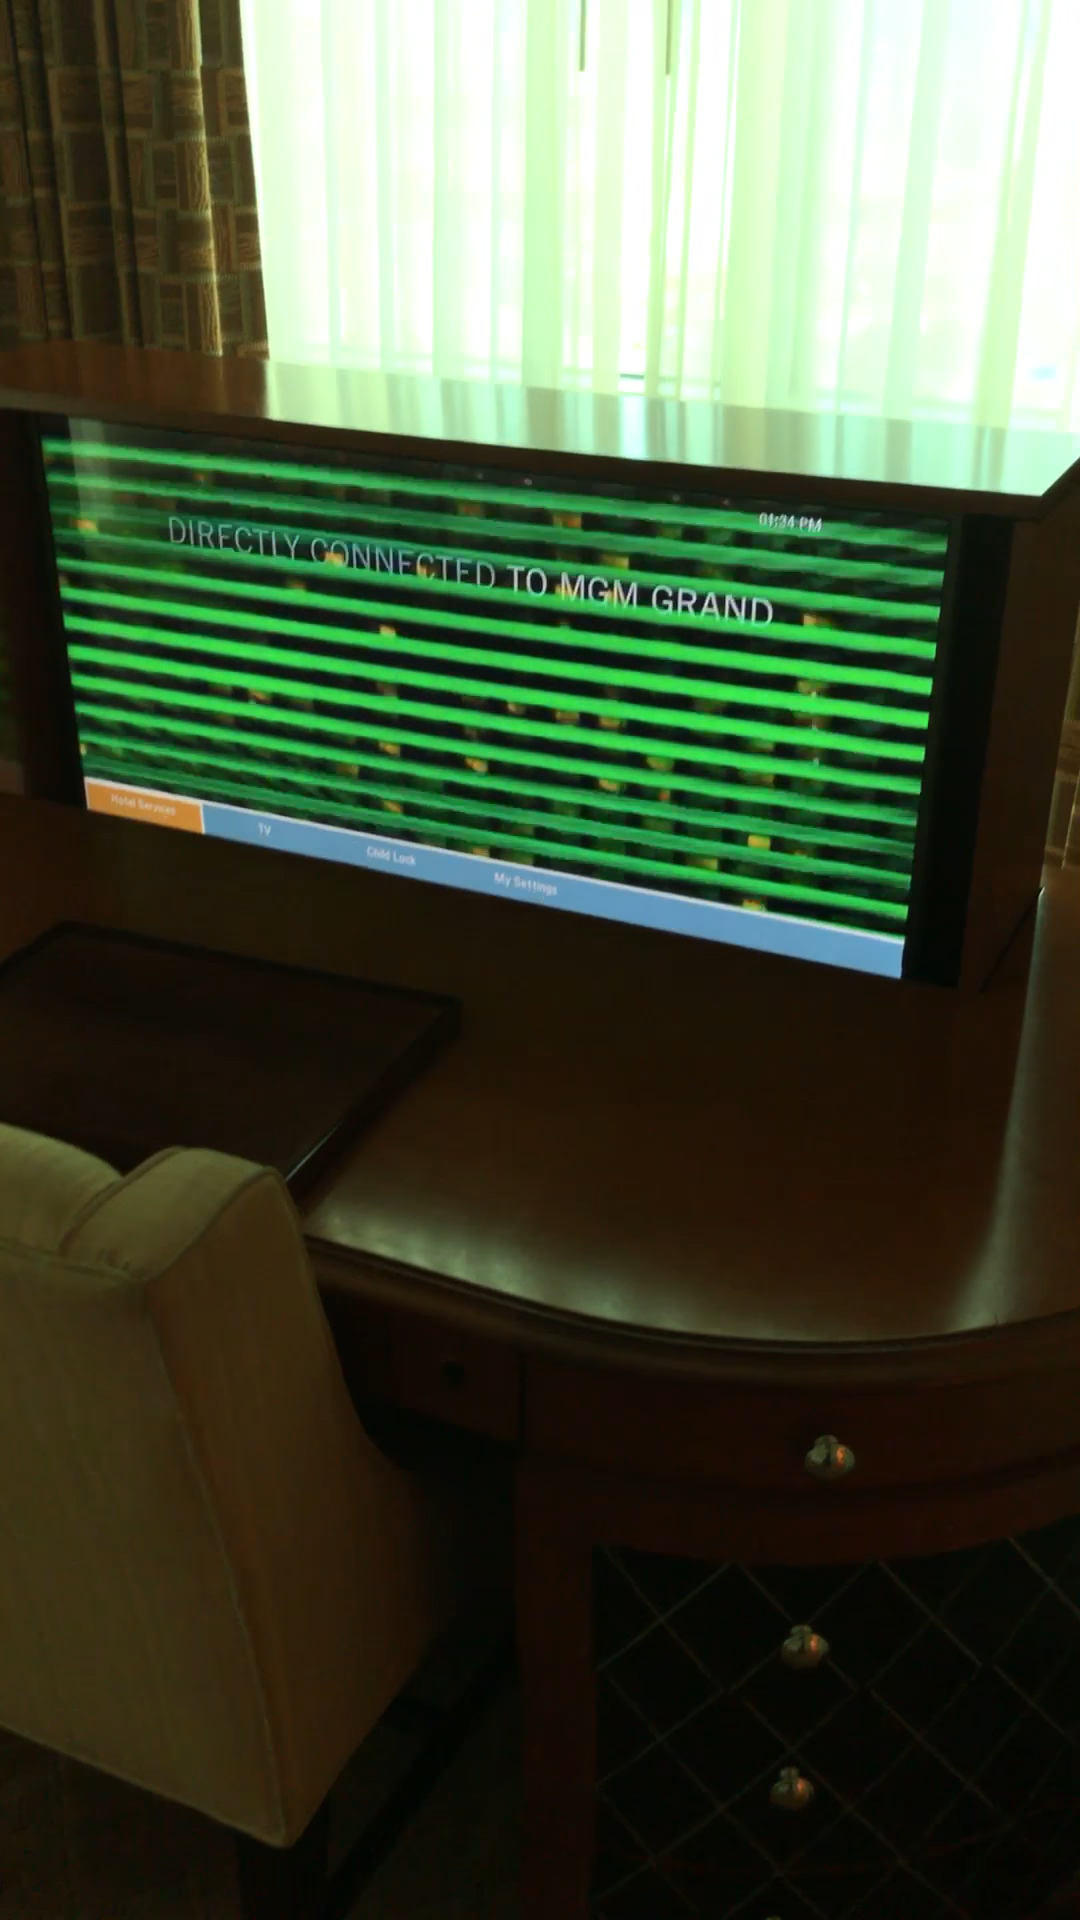 01:34 PM
DIRECTLY CONNECTED TO MGM GRAND
Hotel Services
TV
Child Lock
My Settings